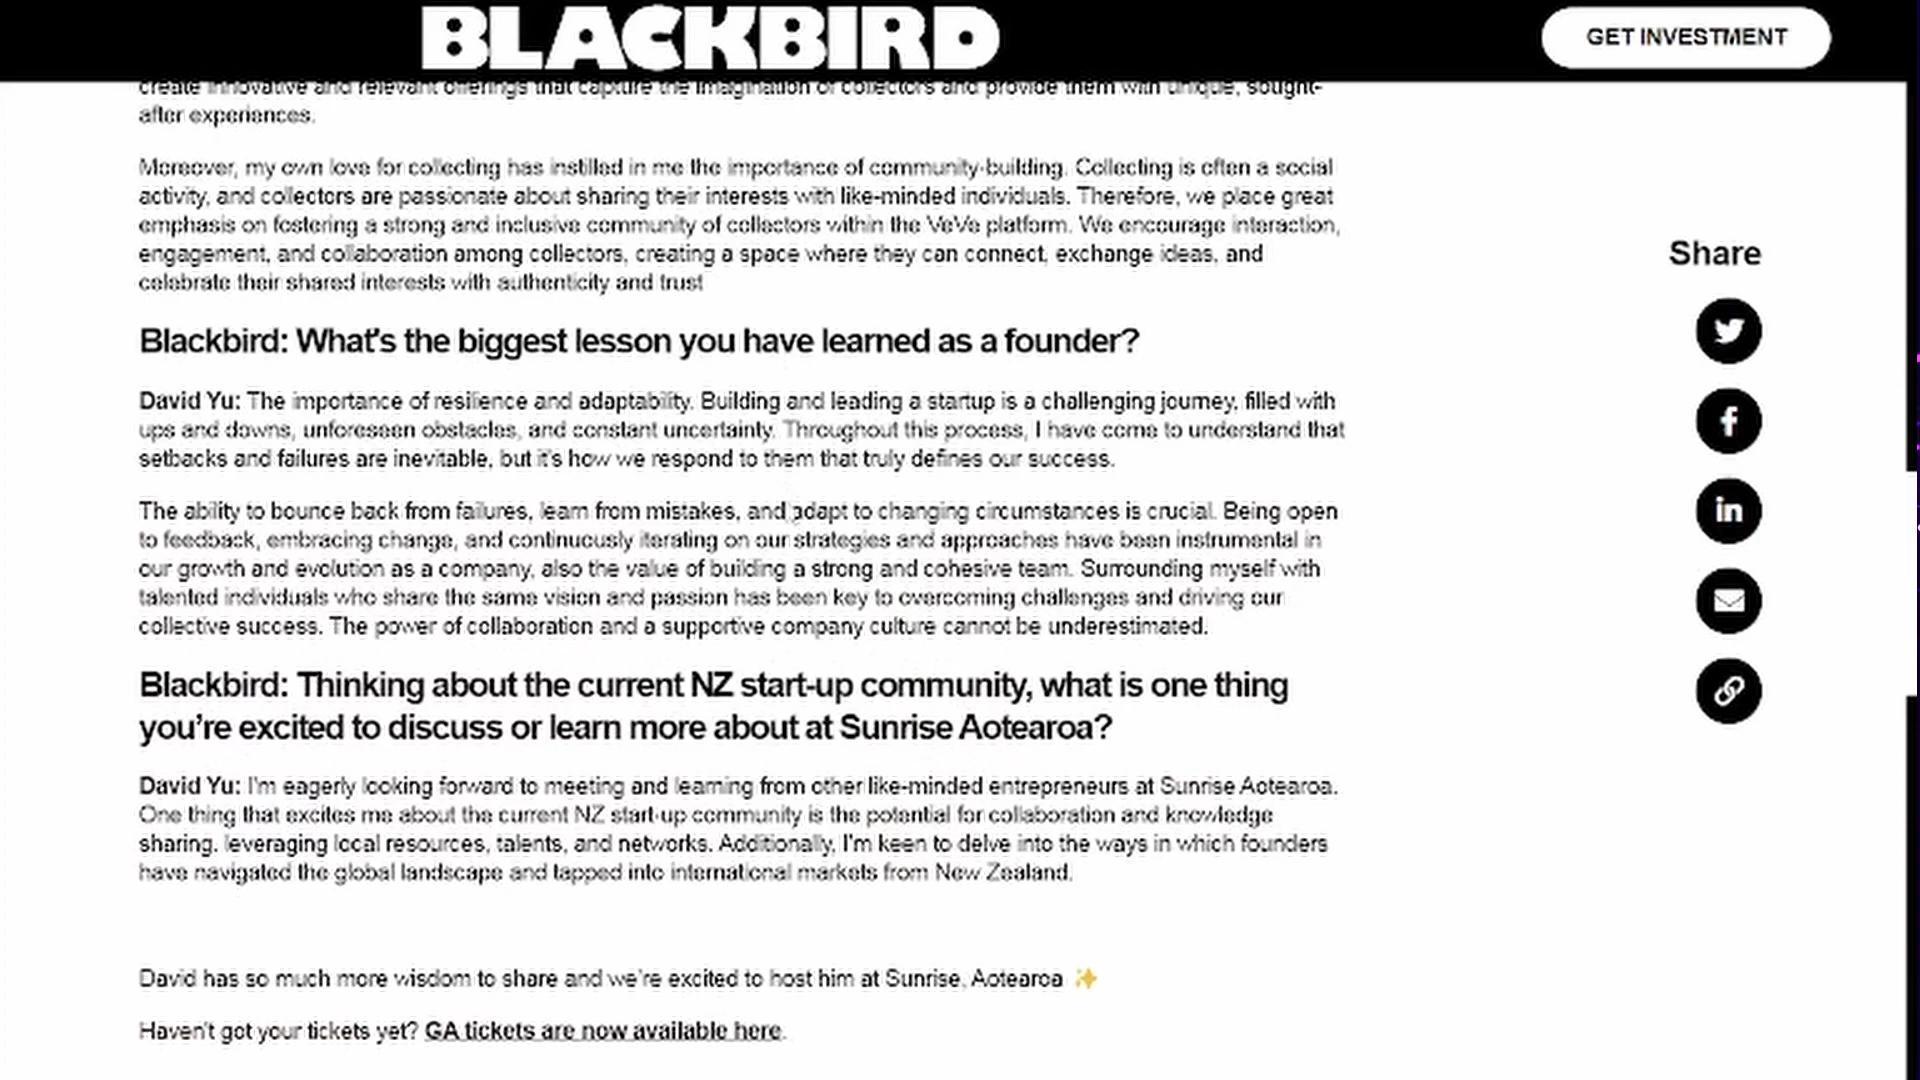 BLACKBIRD
GET INVESTMENT
create innovative and relevant offerings that capture the imagination of collectors and provide them with unique, sought-
after experiences.
Moreover, my own love for collecting has instilled in me the importance of community-building. Collecting is often a social
activity, and collectors are passionate about sharing their interests with like-minded individuals. Therefore, we place great
emphasis on fostering a strong and inclusive community of collectors within the VeVe platform. We encourage interaction,
engagement, and collaboration among collectors, creating a space where they can connect, exchange ideas, and
celebrate their shared interests with authenticity and trust
Blackbird: What's the biggest lesson you have learned as a founder?
David Yu: The importance of resilience and adaptability. Building and leading a startup is a challenging journey, filled with
ups and downs, unforeseen obstacles, and constant uncertainty. Throughout this process, I have come to understand that
setbacks and failures are inevitable, but it's how we respond to them that truly defines our success.
The ability to bounce back from failures, learn from mistakes, and adapt to changing circumstances is crucial. Being open
to feedback, embracing change, and continuously iterating on our strategies and approaches have been instrumental in
our growth and evolution as a company, also the value of building a strong and cohesive team. Surrounding myself with
talented individuals who share the same vision and passion has been key to overcoming challenges and driving our
collective success. The power of collaboration and a supportive company culture cannot be underestimated.
Blackbird: Thinking about the current NZ start-up community, what is one thing
you're excited to discuss or learn more about at Sunrise Aotearoa?
David Yu: I'm eagerly looking forward to meeting and learning from other like-minded entrepreneurs at Sunrise Aotearoa.
One thing that excites me about the current NZ start-up community is the potential for collaboration and knowledge
sharing. leveraging local resources, talents, and networks. Additionally, I'm keen to delve into the ways in which founders
have navigated the global landscape and tapped into international markets from New Zealand.
David has so much more wisdom to share and we're excited to host him at Sunrise, Aotearoa ✨
Haven't got your tickets yet? GA tickets are now available here.
Share